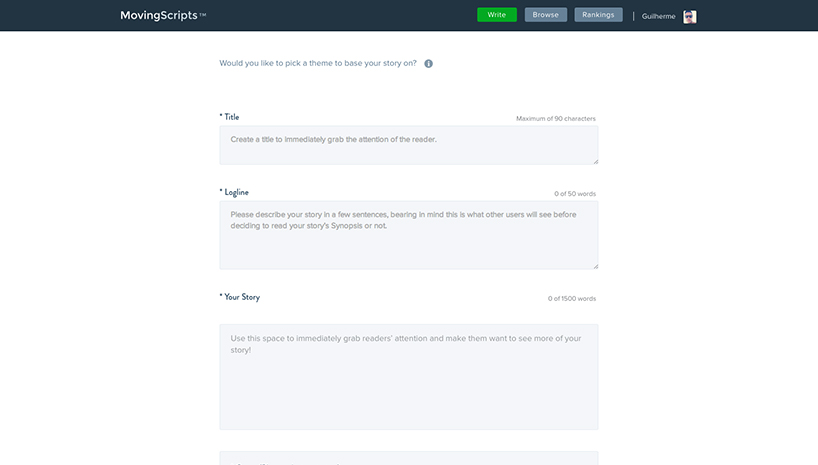 MovingScripts™
Write
Browse
Rankings
Guilherme
Would you like to pick a theme to base your story on?
* Title
Maximum of 90 characters
Create a title to immediately grab the attention of the reader.
* Logline
0 of 50 words
Please describe your story in a few sentences, bearing in mind this is what other users will see before
deciding to read your story's Synopsis or not.
* Your Story
0 of 1500 words
Use this space to immediately grab readers' attention and make them want to see more of your
story!